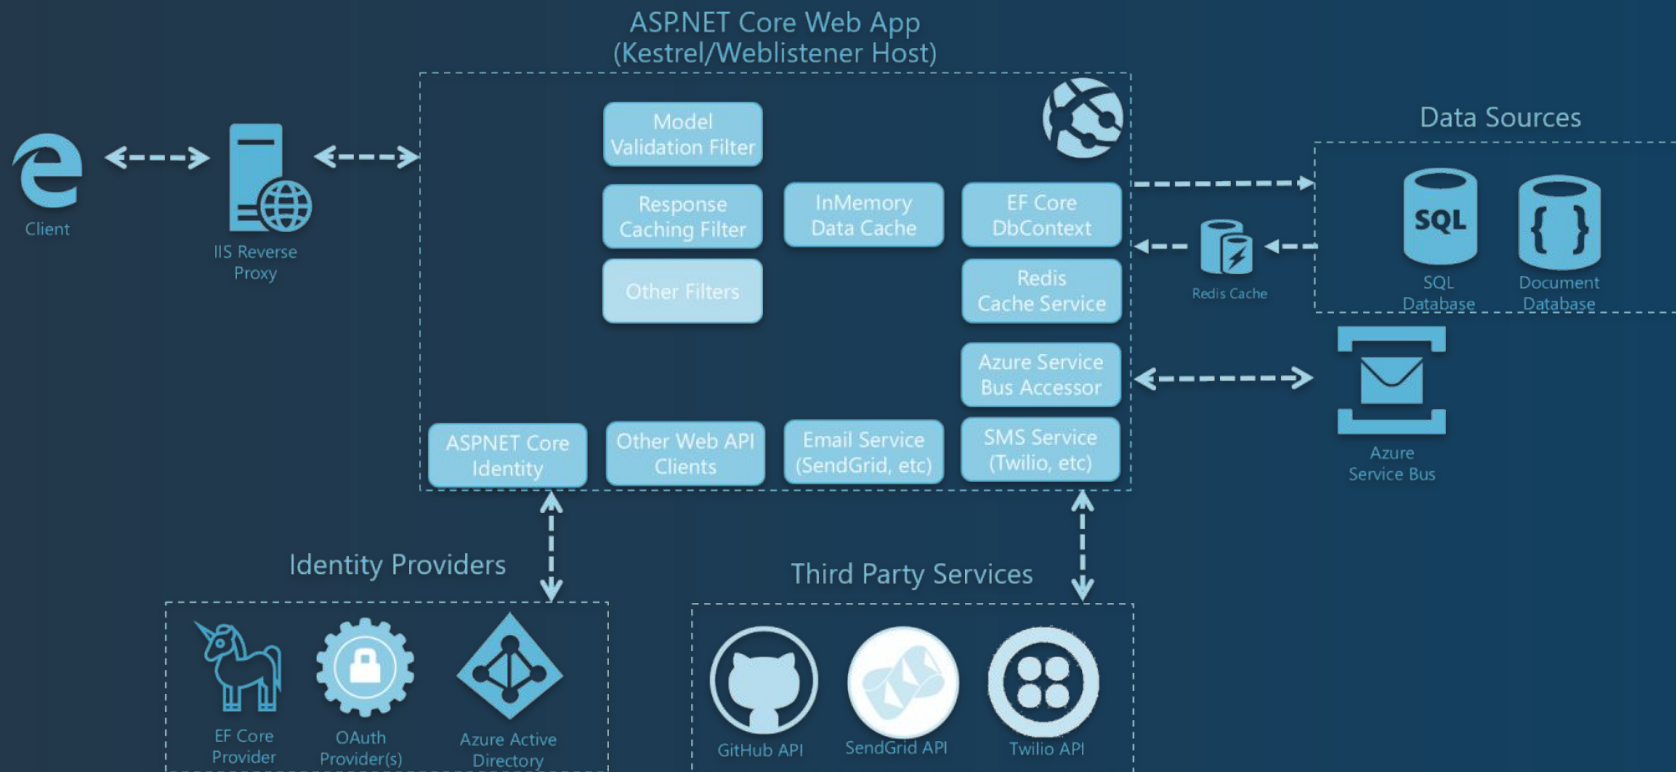 ASP.NET Core Web App
(Kestrel/Weblistener Host)
Client
IIS Reverse
Proxy
Model
Validation Filter
Response
Caching Filter
Other Filters
InMemory
Data Cache
EF Core
DbContext
Redis
Cache Service
Azure Service
Bus Accessor
ASPNET Core
Identity
Other Web API
Clients
Email Service
(SendGrid, etc)
SMS Service
(Twilio, etc)
Data Sources
SQL
SQL
Database
{ }
Document
Database
Redis Cache
Azure
Service Bus
Identity Providers
EF Core
Provider
OAuth
Provider(s)
Azure Active
Directory
Third Party Services
GitHub API
SendGrid API
Twilio API